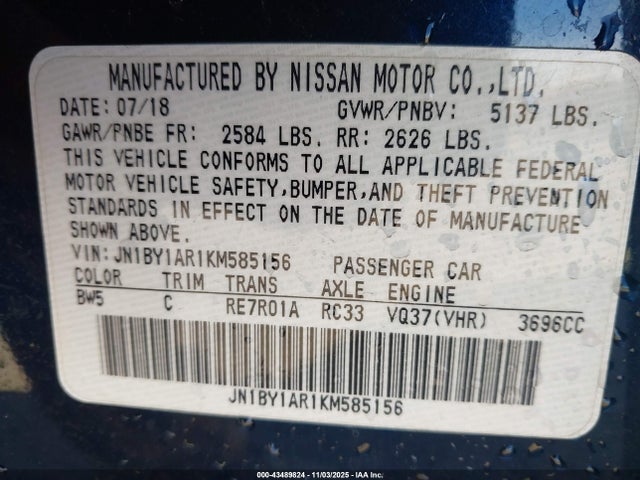 MANUFACTURED BY NISSAN MOTOR CO.,LTD.
DATE: 07/18 GVWR/PNBV: 5137 LBS.
GAWR/PNBE FR: 2584 LBS. RR: 2626 LBS.
THIS VEHICLE CONFORMS TO ALL APPLICABLE FEDERAL
MOTOR VEHICLE SAFETY,BUMPER,AND THEFT PREVENTION
STANDARDS IN EFFECT ON THE DATE OF MANUFACTURE
SHOWN ABOVE.
VIN: JN1BY1AR1KM585156 PASSENGER CAR
COLOR TRIM TRANS AXLE ENGINE
BW5 C RE7R01A RC33 VQ37(VHR) 3696CC
JN1BY1AR1KM585156
000-43489824 - 11/03/2025 - IAA Inc.